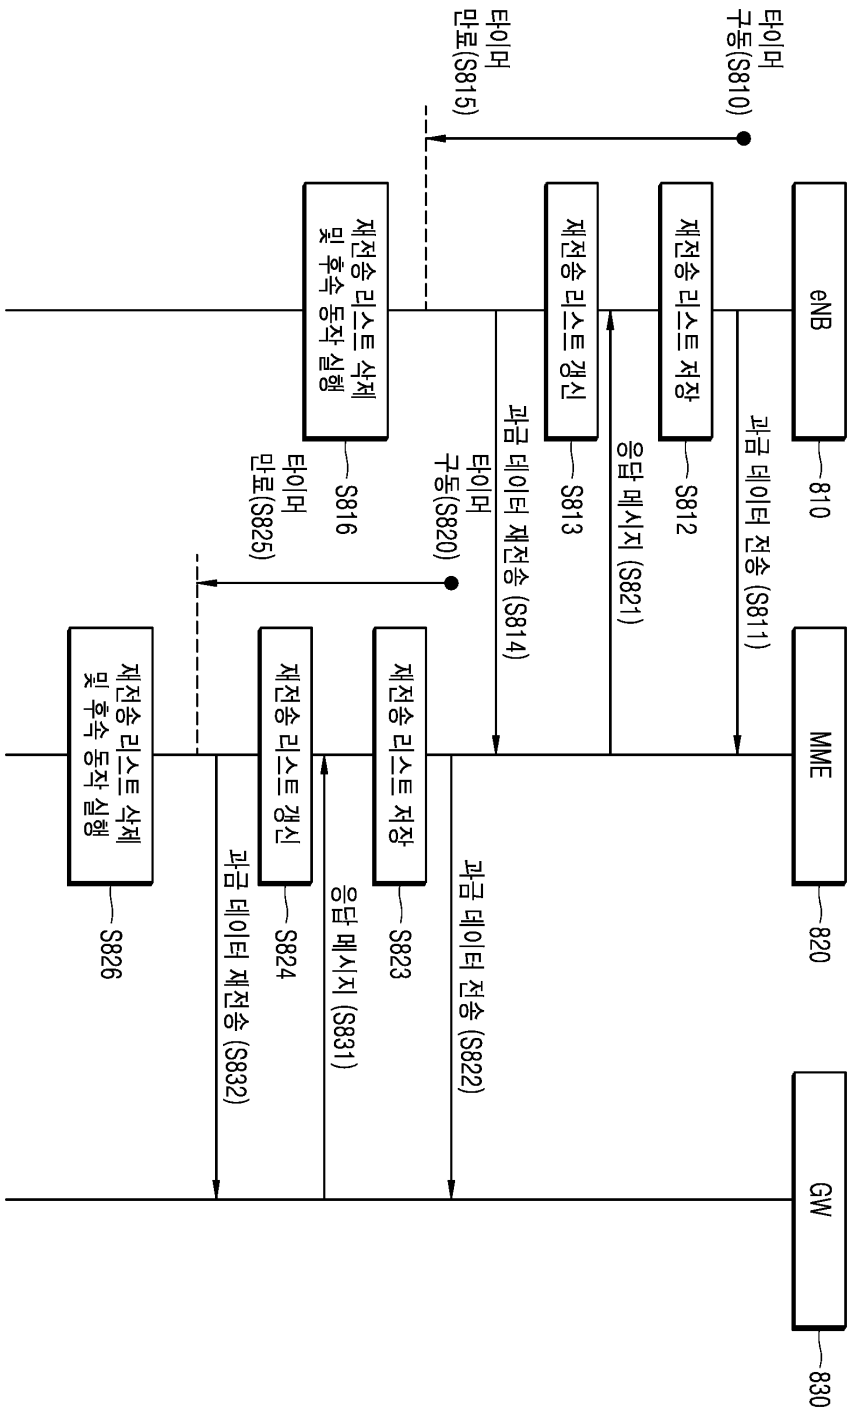 eNB
810
MME
820
GW
830
타이머
구동(S810)
과금 데이터 전송 (S811)
재전송 리스트 저장
S812
응답 메시지 (S821)
재전송 리스트 갱신
S813
과금 데이터 재전송 (S814)
타이머
만료(S815)
타이머
구동(S820)
과금 데이터 전송 (S822)
재전송 리스트 삭제
및 후속 동작 실행
S816
재전송 리스트 저장
S823
응답 메시지 (S831)
재전송 리스트 갱신
S824
과금 데이터 재전송 (S832)
타이머
만료(S825)
재전송 리스트 삭제
및 후속 동작 실행
S826